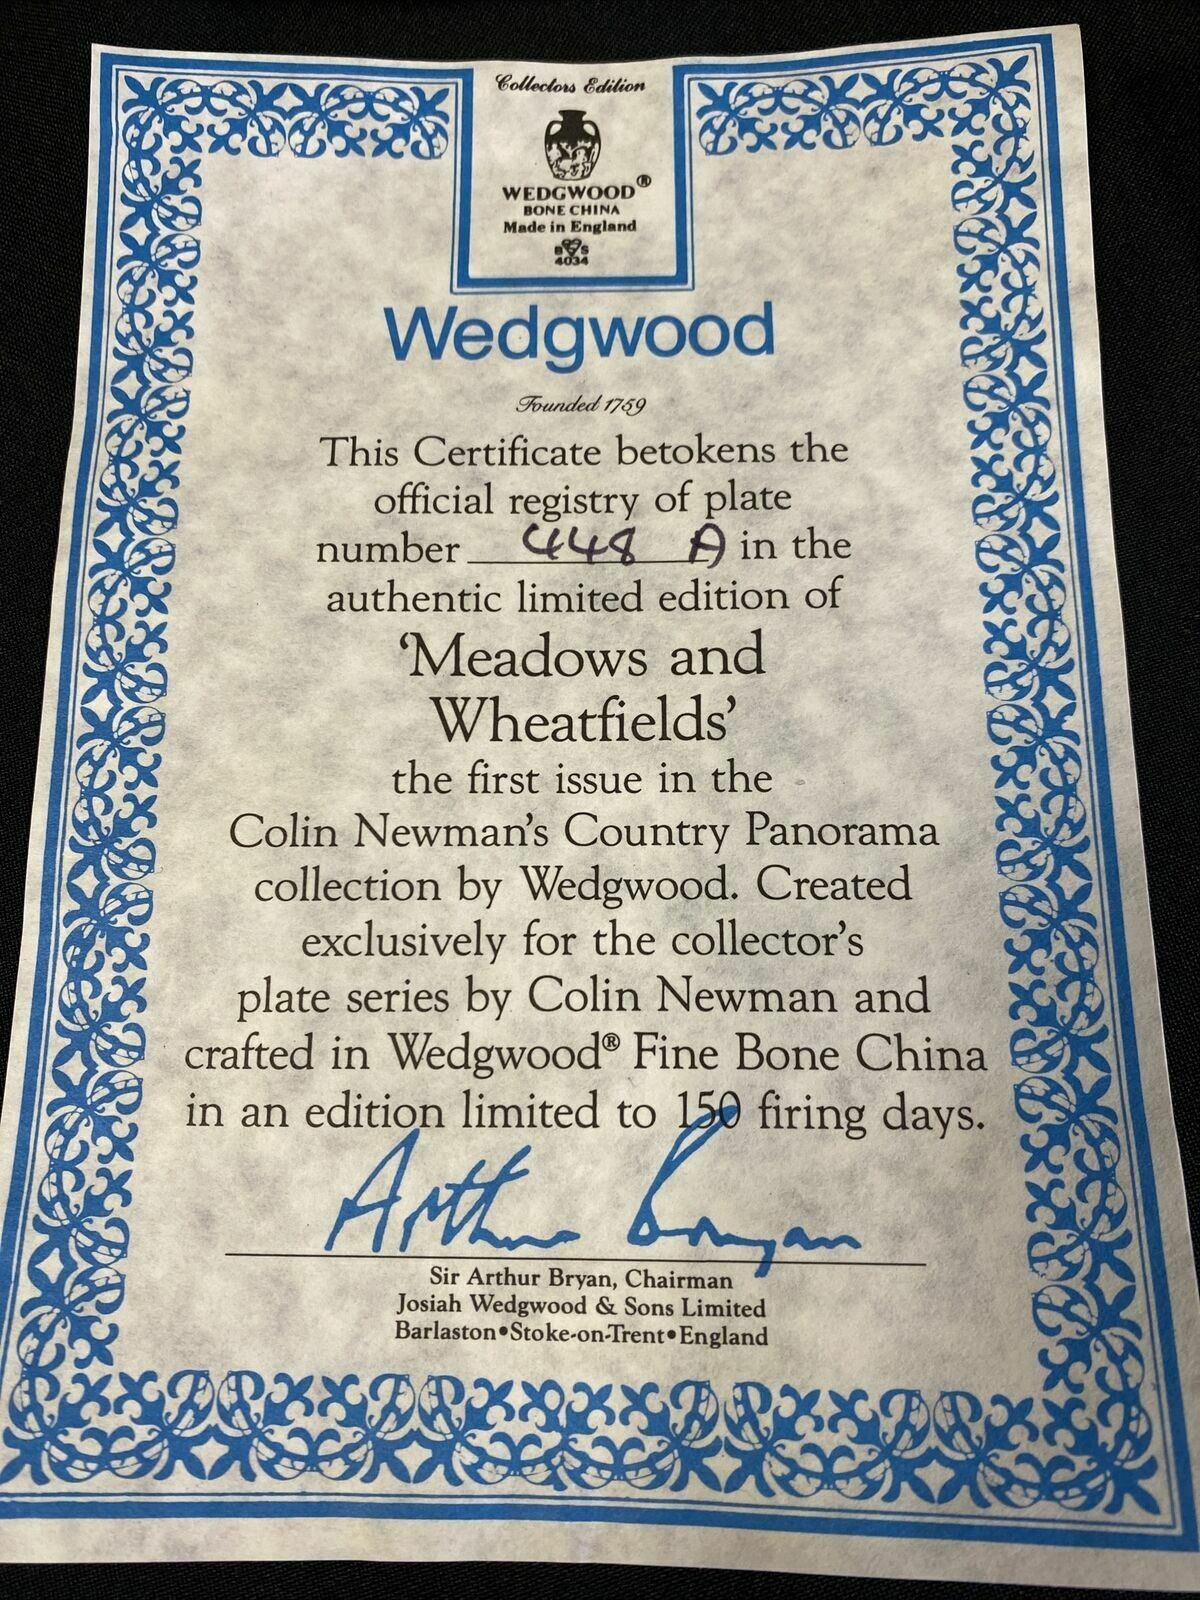 Collectors Edition
WEDGWOOD®
BONE CHINA
Made in England
B S
4034
Wedgwood
Founded 1759
This Certificate betokens the
official registry of plate
number 448 A in the
authentic limited edition of
‘Meadows and
Wheatfields’
the first issue in the
Colin Newman’s Country Panorama
collection by Wedgwood. Created
exclusively for the collector’s
plate series by Colin Newman and
crafted in Wedgwood® Fine Bone China
in an edition limited to 150 firing days.
Arthur Bryan
Sir Arthur Bryan, Chairman
Josiah Wedgwood & Sons Limited
Barlaston•Stoke-on-Trent•England